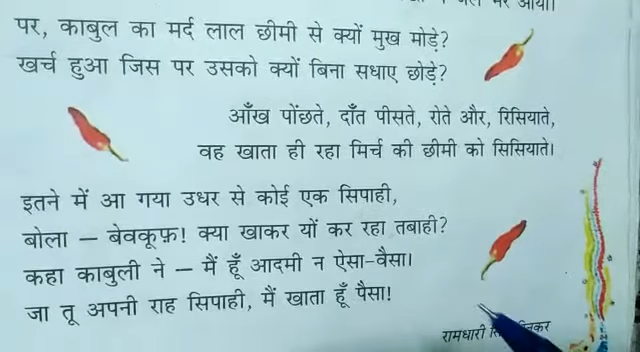 पर, काबुल का मर्द लाल छीमी से क्यों मुख मोड़े?
खर्च हुआ जिस पर उसको क्यों बिना सधाए छोड़े?
आँख पोंछते, दाँत पीसते, रोते और, रिसियाते,
वह खाता ही रहा मिर्च की छीमी को सिसियाते।
इतने में आ गया उधर से कोई एक सिपाही,
बोला – बेवकूफ़! क्या खाकर यों कर रहा तबाही?
कहा काबुली ने – मैं हूँ आदमी न ऐसा-वैसा।
जा तू अपनी राह सिपाही, मैं खाता हूँ पैसा!
रामधारी